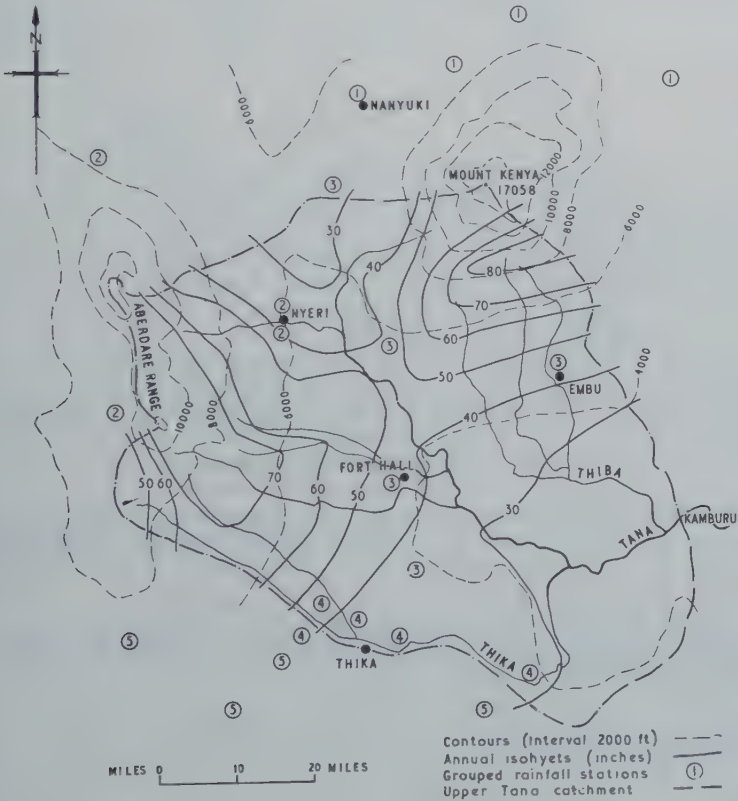 N
①
①
①
①
NANYUKI
6000
②
③
MOUNT KENYA
17058
12000
10000
8000
6000
30
40
80
70
60
50
②
NYERI
②
③
ABERDARE RANGE
②
10000
8000
6000
③
EMBU
4000
40
FORT HALL
③
THIBA
50 60
70
60
50
30
TANA
KAMBURU
③
④
④
④
④
④
⑤
⑤
⑤
⑤
THIKA
THIKA
MILES 0 10 20 MILES
Contours (interval 2000 ft)
Annual isohyets (inches)
Grouped rainfall stations ①
Upper Tana catchment